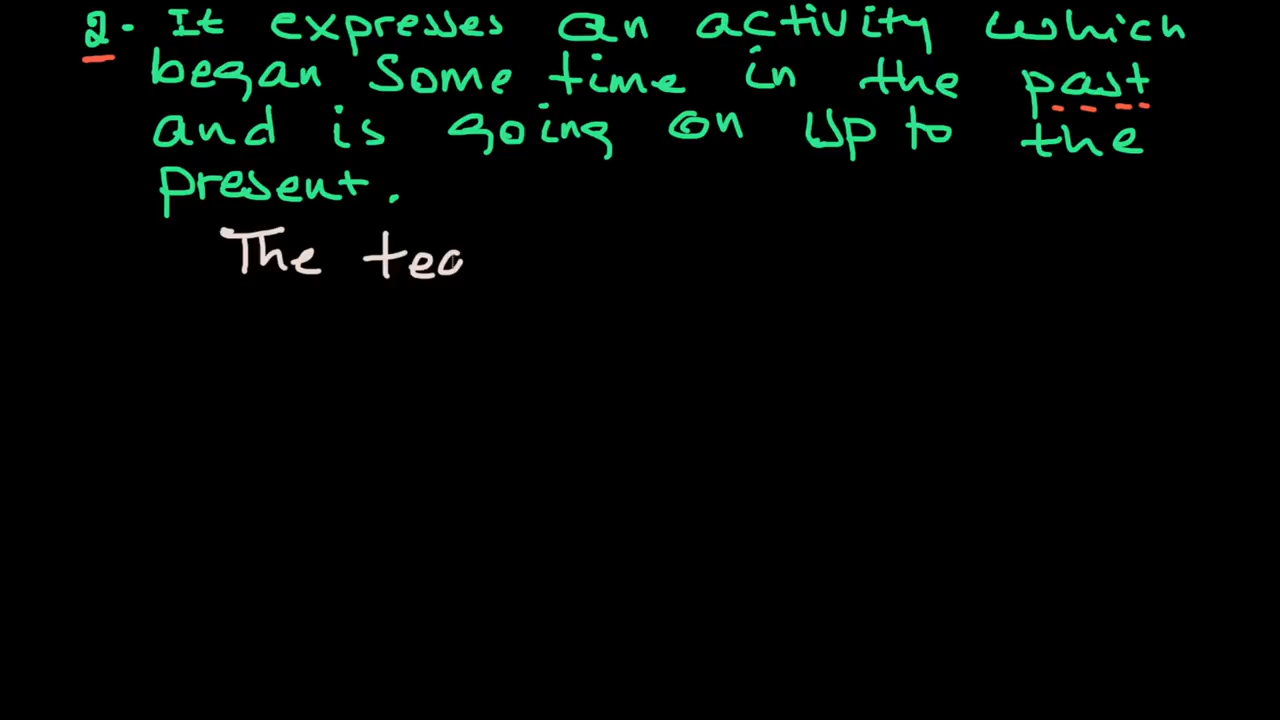 2. It expresses an activity which
began some time in the past
and is going on up to the
present.
The tea